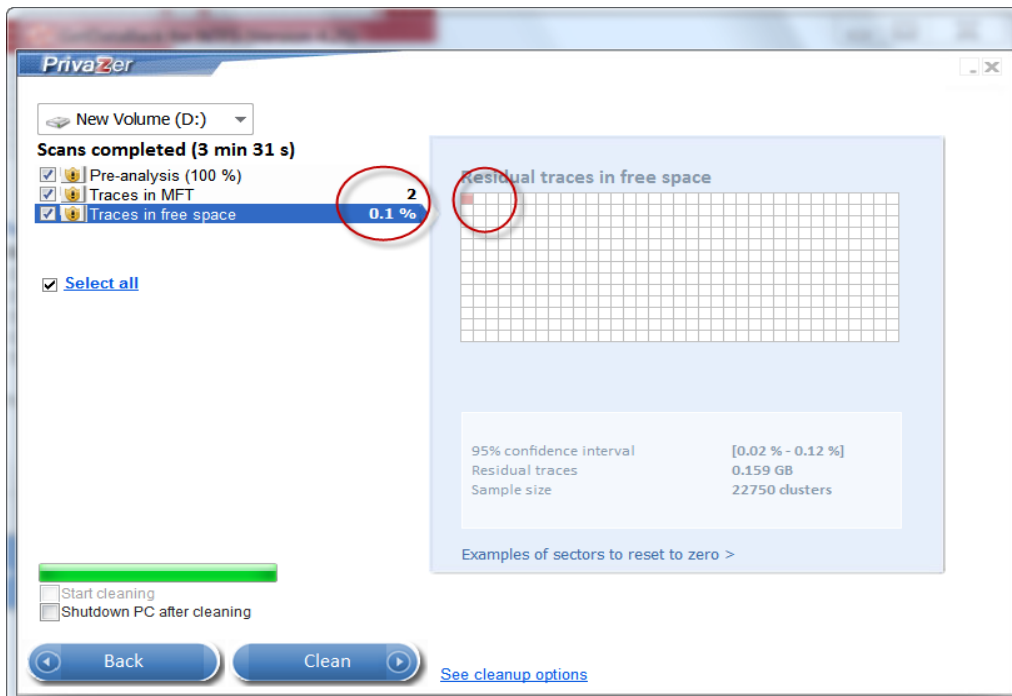 PrivaZer
New Volume (D:)
Scans completed (3 min 31 s)
Pre-analysis (100 %)
Traces in MFT 2
Traces in free space 0.1 %
Select all
Residual traces in free space
95% confidence interval [0.02 % - 0.12 %]
Residual traces 0.159 GB
Sample size 22750 clusters
Examples of sectors to reset to zero >
Start cleaning
Shutdown PC after cleaning
Back
Clean
See cleanup options